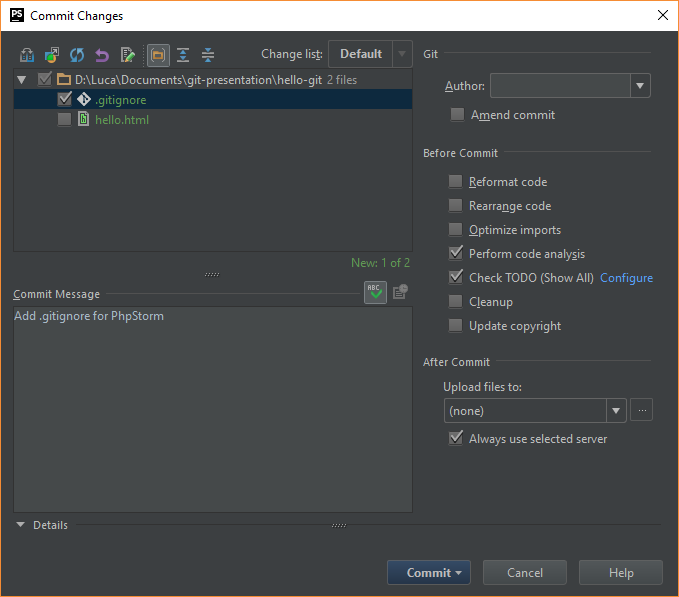 PS Commit Changes
Change list: Default
D:\Luca\Documents\git-presentation\hello-git 2 files
.gitignore
hello.html
New: 1 of 2
Commit Message
ABC
Add .gitignore for PhpStorm
Details
Git
Author:
Amend commit
Before Commit
Reformat code
Rearrange code
Optimize imports
Perform code analysis
Check TODO (Show All) Configure
Cleanup
Update copyright
After Commit
Upload files to:
(none) ...
Always use selected server
Commit Cancel Help